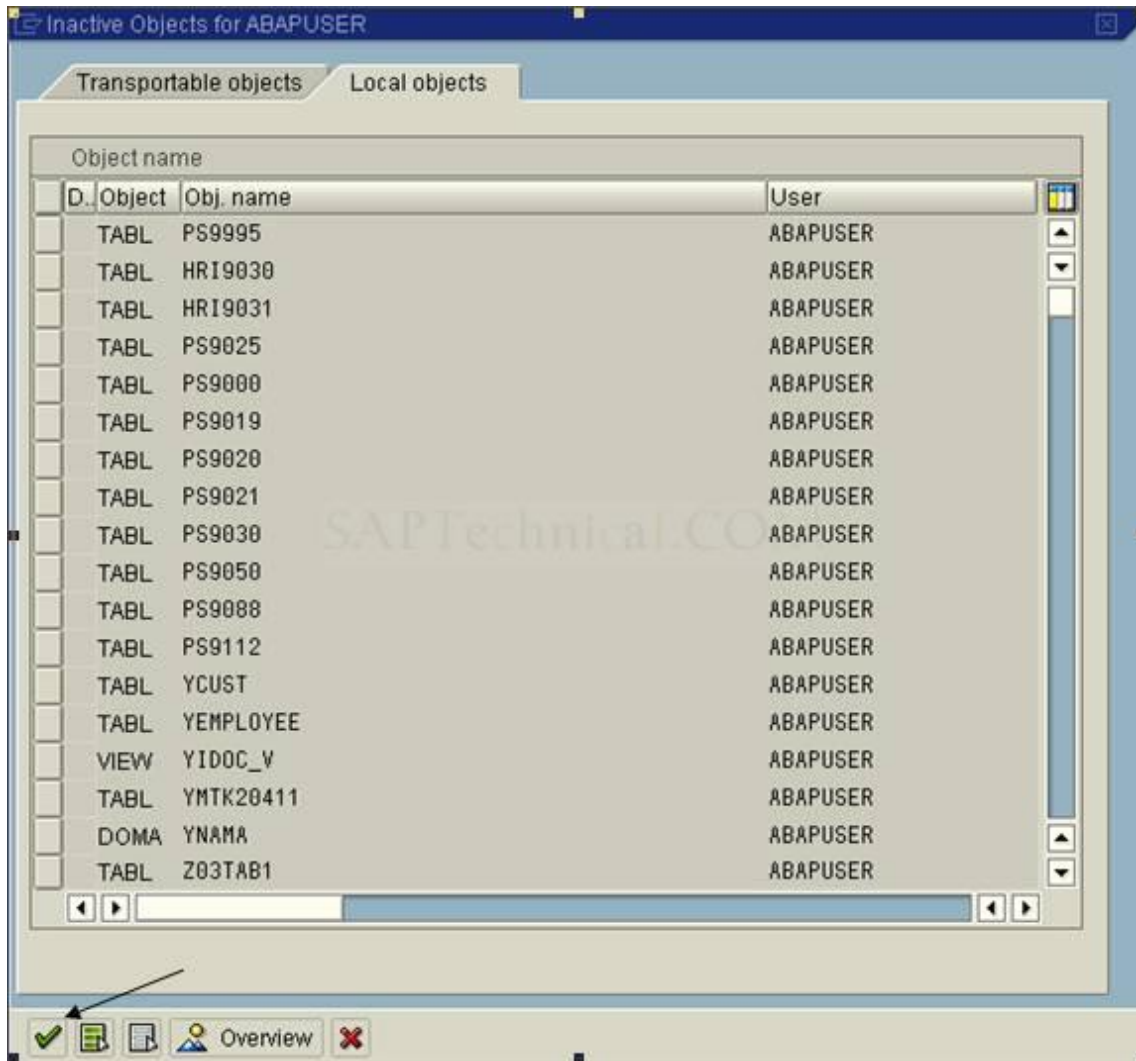 Inactive Objects for ABAPUSER
Transportable objects Local objects
Object name
D.. Object Obj. name User
TABL PS9995 ABAPUSER
TABL HRI9030 ABAPUSER
TABL HRI9031 ABAPUSER
TABL PS9025 ABAPUSER
TABL PS9000 ABAPUSER
TABL PS9019 ABAPUSER
TABL PS9020 ABAPUSER
TABL PS9021 ABAPUSER
SAPTechnical.CO
TABL PS9030 ABAPUSER
TABL PS9050 ABAPUSER
TABL PS9088 ABAPUSER
TABL PS9112 ABAPUSER
TABL YCUST ABAPUSER
TABL YEMPLOYEE ABAPUSER
VIEW YIDOC_V ABAPUSER
TABL YMTK20411 ABAPUSER
DOMA YNAMA ABAPUSER
TABL Z03TAB1 ABAPUSER
Overview